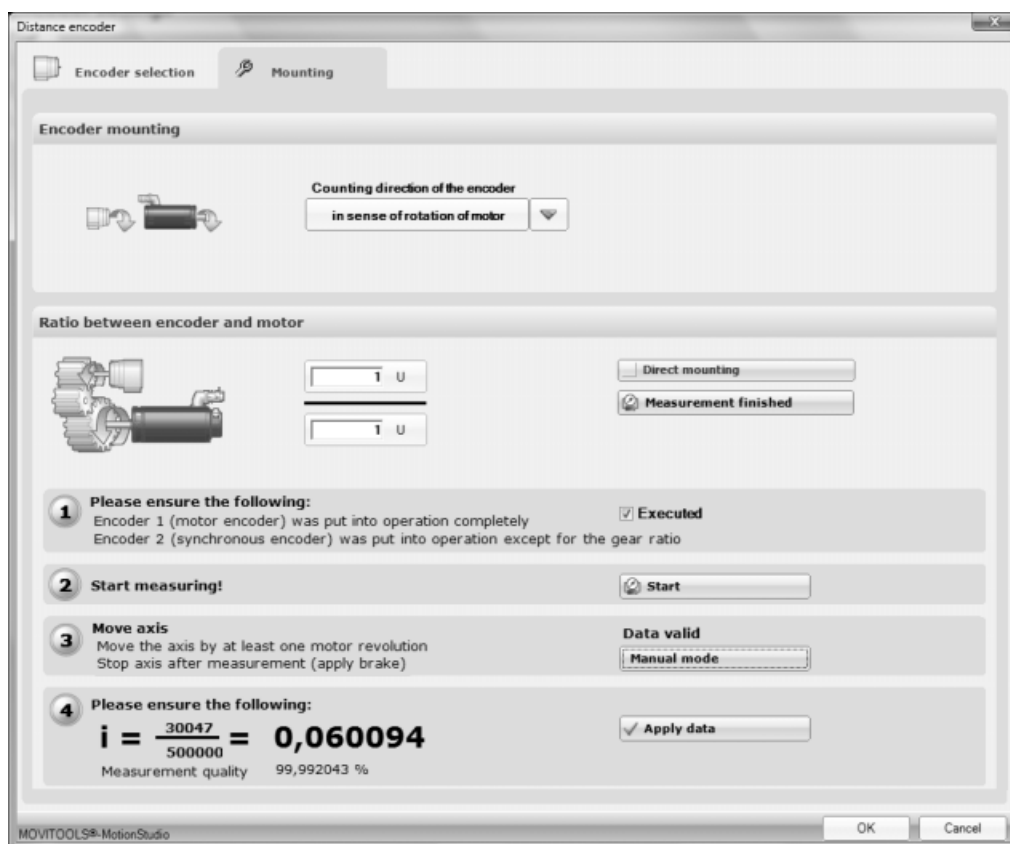 Distance encoder
Encoder selection
Mounting
Encoder mounting
Counting direction of the encoder
in sense of rotation of motor
Ratio between encoder and motor
1 U
Direct mounting
Measurement finished
1 U
1
Please ensure the following:
Encoder 1 (motor encoder) was put into operation completely
Executed
Encoder 2 (synchronous encoder) was put into operation except for the gear ratio
2 Start measuring!
Start
3
Move axis
Move the axis by at least one motor revolution
Stop axis after measurement (apply brake)
Data valid
Manual mode
4
Please ensure the following:
i = 30047 / 500000 = 0,060094
Measurement quality 99,992043 %
Apply data
MOVITOOLS®-MotionStudio
OK
Cancel